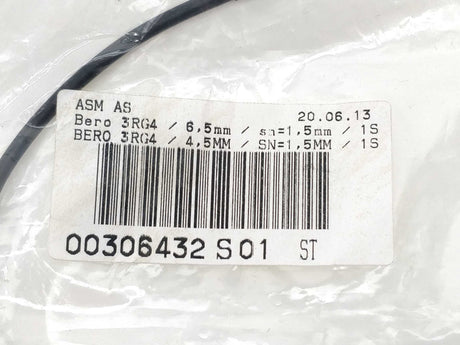 ASM AS 20.06.13
Bero 3RG4 / 6,5mm / sn=1,5mm / 1S
BERO 3RG4 / 4,5MM / SN=1,5MM / 1S
00306432 S 01 ST